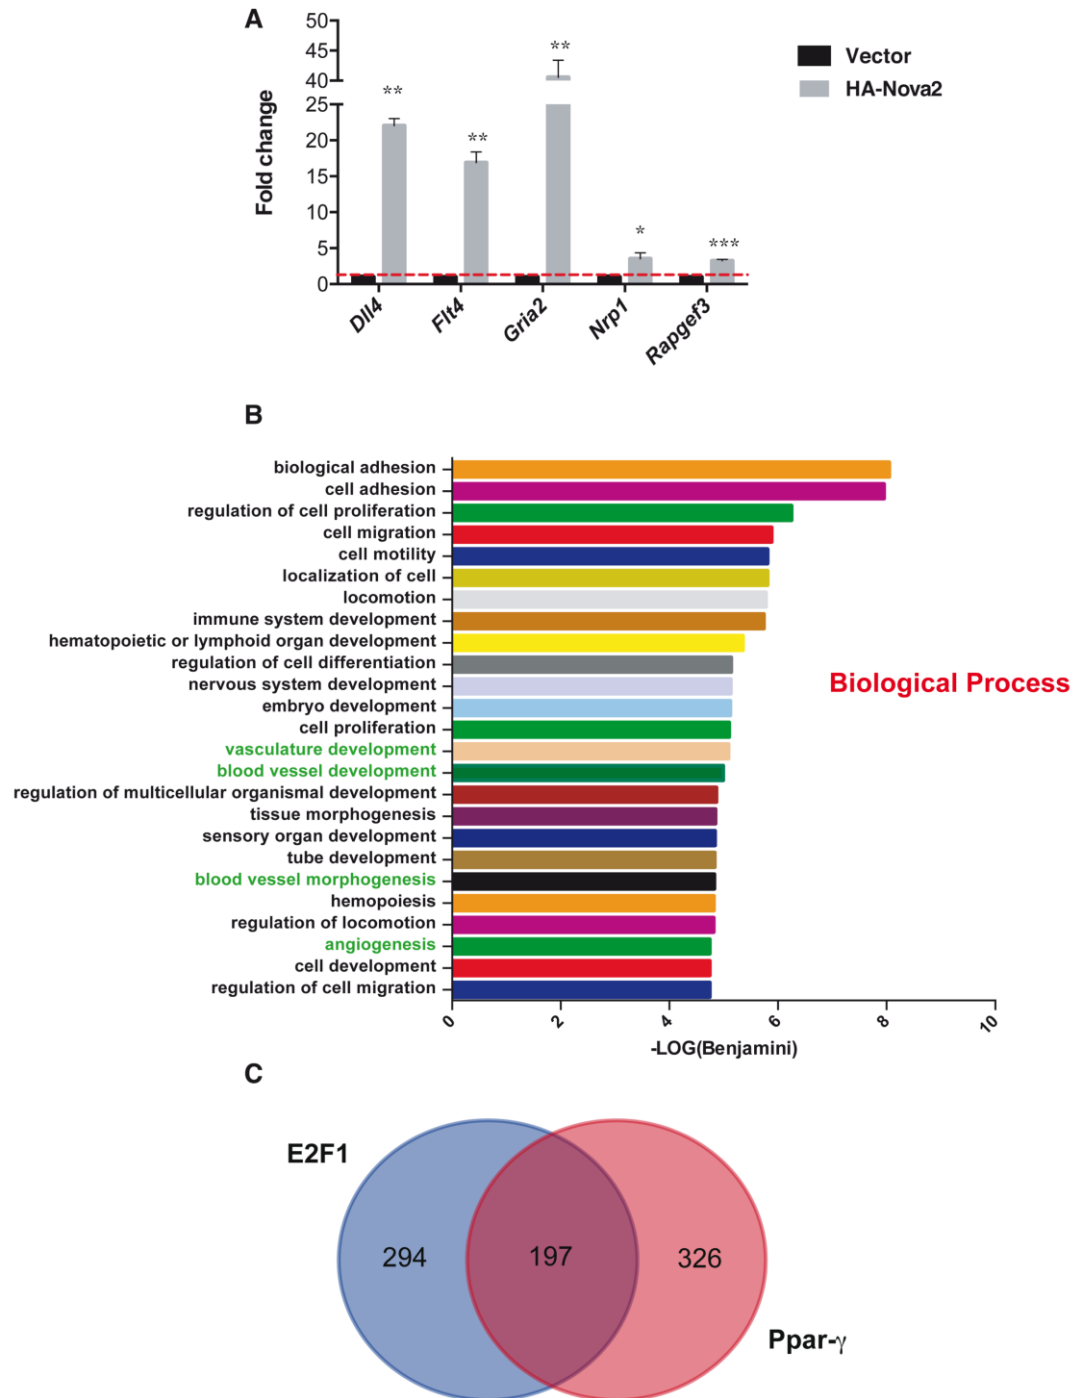 A
50
45
40
25
20
15
10
5
0
Fold change
**
**
**
*
***
Dll4
Flt4
Gria2
Nrp1
Rapgef3
Vector
HA-Nova2
B
biological adhesion
cell adhesion
regulation of cell proliferation
cell migration
cell motility
localization of cell
locomotion
immune system development
hematopoietic or lymphoid organ development
regulation of cell differentiation
nervous system development
embryo development
cell proliferation
vasculature development
blood vessel development
regulation of multicellular organismal development
tissue morphogenesis
sensory organ development
tube development
blood vessel morphogenesis
hemopoiesis
regulation of locomotion
angiogenesis
cell development
regulation of cell migration
Biological Process
0
2
4
6
8
10
-LOG(Benjamini)
C
E2F1
294
197
326
Ppar-γ